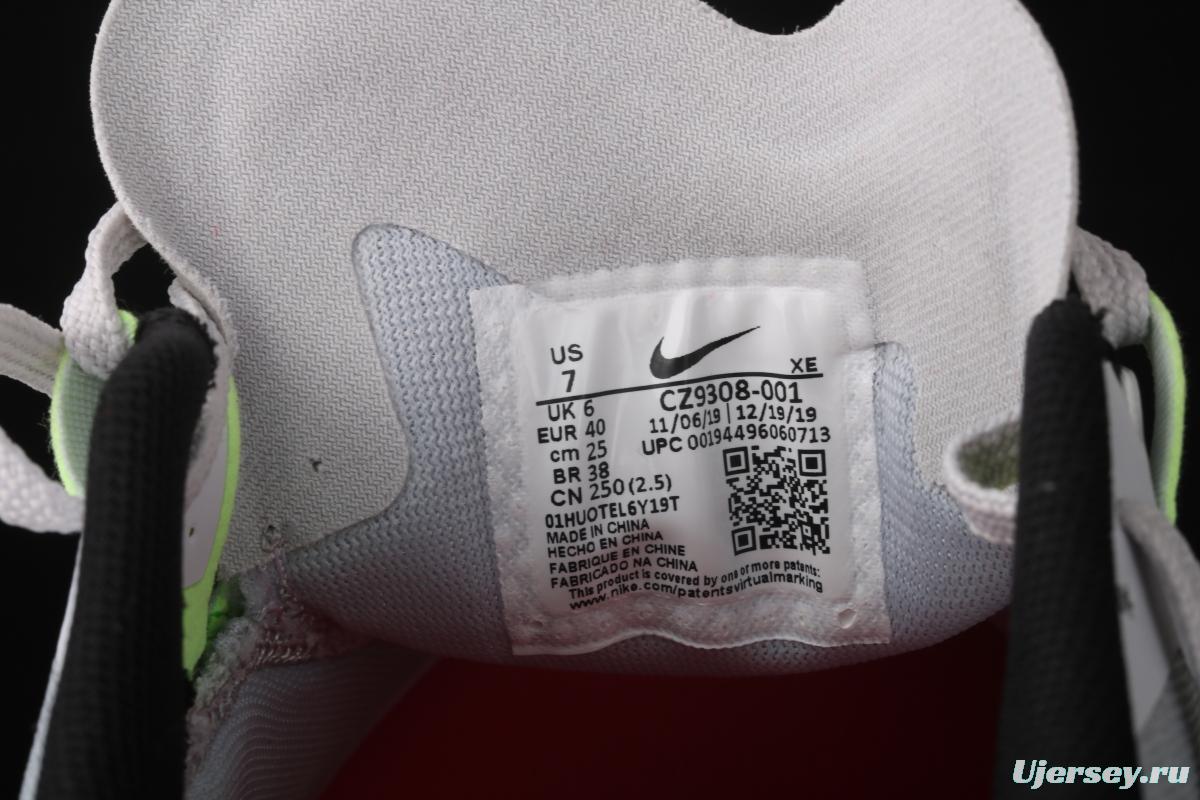 US
7
XE
UK 6
CZ9308-001
EUR 40
11/06/19 | 12/19/19
cm 25
UPC 00194496060713
BR 38
CN 250 (2.5)
01HUOTEL6Y19T
MADE IN CHINA
HECHO EN CHINA
FABRIQUE EN CHINE
FABRICADO NA CHINA
This product is covered by one or more patents:
www.nike.com/patentsvirtualmarking
Ujersey.ru